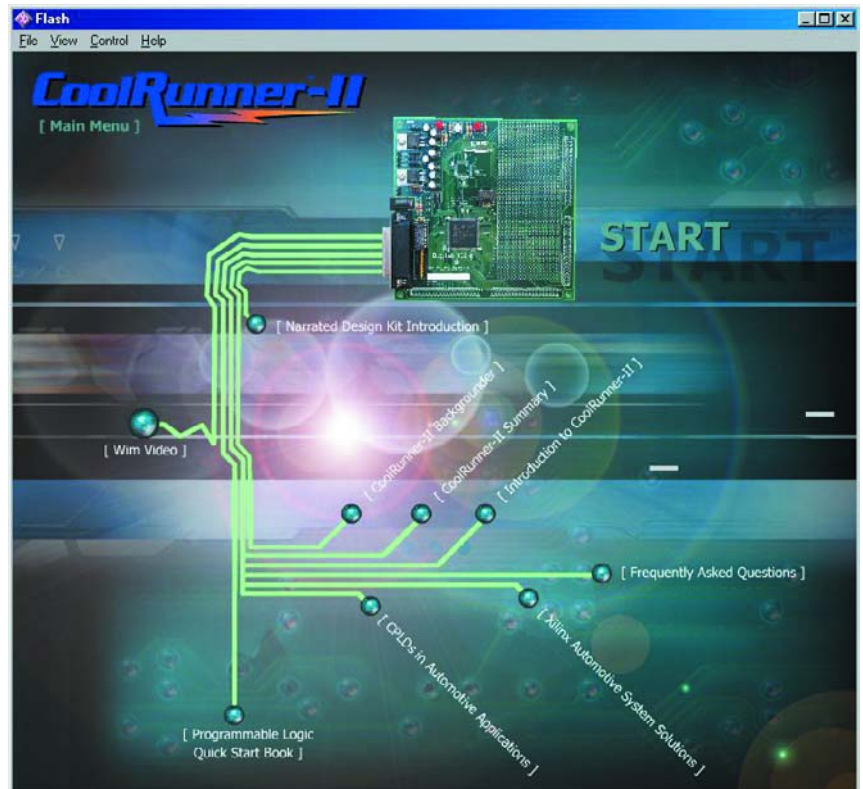 Flash
File View Control Help
CoolRunner-II
[ Main Menu ]
START
START
[ Narrated Design Kit Introduction ]
[ Wim Video ]
[ CoolRunner-II Backgrounder ]
[ CoolRunner-II Summary ]
[ Introduction to CoolRunner-II ]
[ Frequently Asked Questions ]
[ CPLDs in Automotive Applications ]
[ Xilinx Automotive System Solutions ]
[ Programmable Logic
Quick Start Book ]